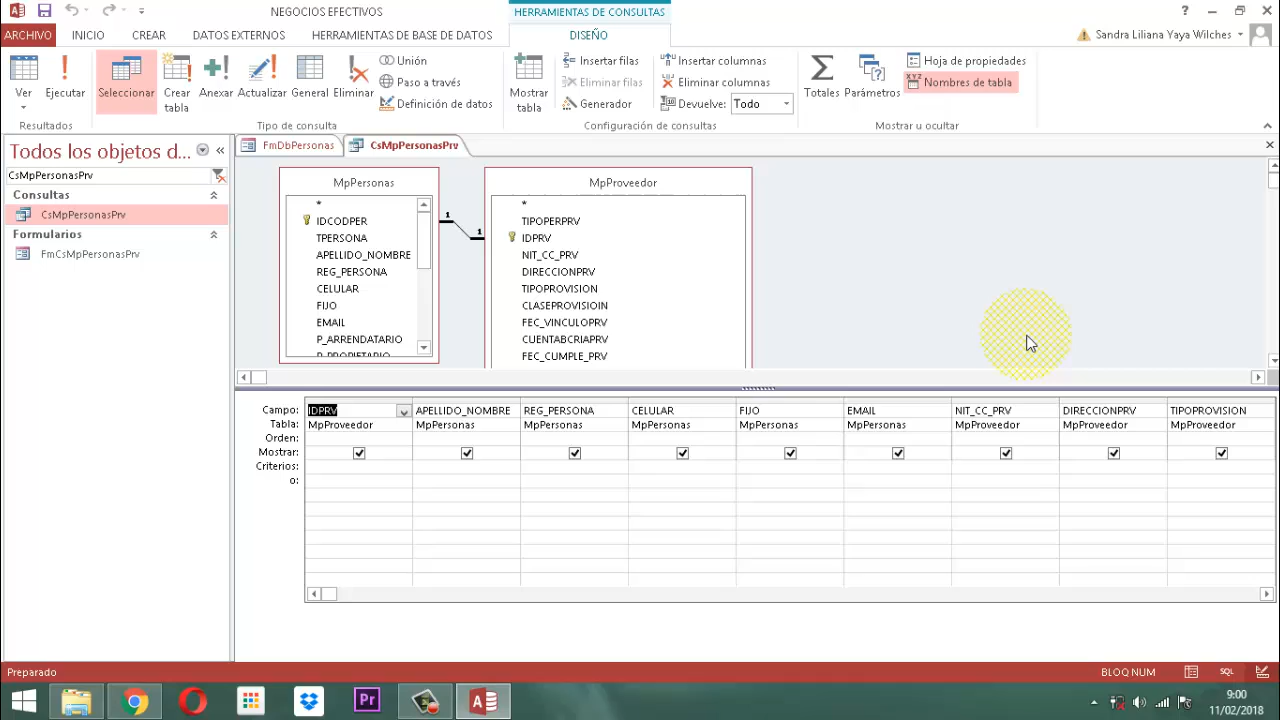 NEGOCIOS EFECTIVOS
HERRAMIENTAS DE CONSULTAS
?
ARCHIVO INICIO CREAR DATOS EXTERNOS HERRAMIENTAS DE BASE DE DATOS DISEÑO
Sandra Liliana Yaya Wilches
Ver
Ejecutar
Resultados
Seleccionar
Crear tabla
Anexar
Actualizar
General
Eliminar
Unión
Paso a través
Definición de datos
Tipo de consulta
Mostrar tabla
Insertar filas
Eliminar filas
Generador
Insertar columnas
Eliminar columnas
Devuelve: Todo
Configuración de consultas
Totales
Parámetros
Hoja de propiedades
XYZ Nombres de tabla
Mostrar u ocultar
Todos los objetos d... «
CsMpPersonasPrv
Consultas
CsMpPersonasPrv
Formularios
FmCsMpPersonasPrv
FmDbPersonas
CsMpPersonasPrv
MpPersonas
*
IDCODPER
TPERSONA
APELLIDO_NOMBRE
REG_PERSONA
CELULAR
FIJO
EMAIL
P_ARRENDATARIO
P_PROPIETARIO
1
1
MpProveedor
*
TIPOPERPRV
IDPRV
NIT_CC_PRV
DIRECCIONPRV
TIPOPROVISION
CLASEPROVISIOIN
FEC_VINCULOPRV
CUENTABCRIAPRV
FEC_CUMPLE_PRV
Campo: IDPRV APELLIDO_NOMBRE REG_PERSONA CELULAR FIJO EMAIL NIT_CC_PRV DIRECCIONPRV TIPOPROVISION
Tabla: MpProveedor MpPersonas MpPersonas MpPersonas MpPersonas MpPersonas MpProveedor MpProveedor MpProveedor
Orden:
Mostrar:
Criterios:
o:
Preparado
BLOQ NUM
SQL
Pr
9:00
11/02/2018